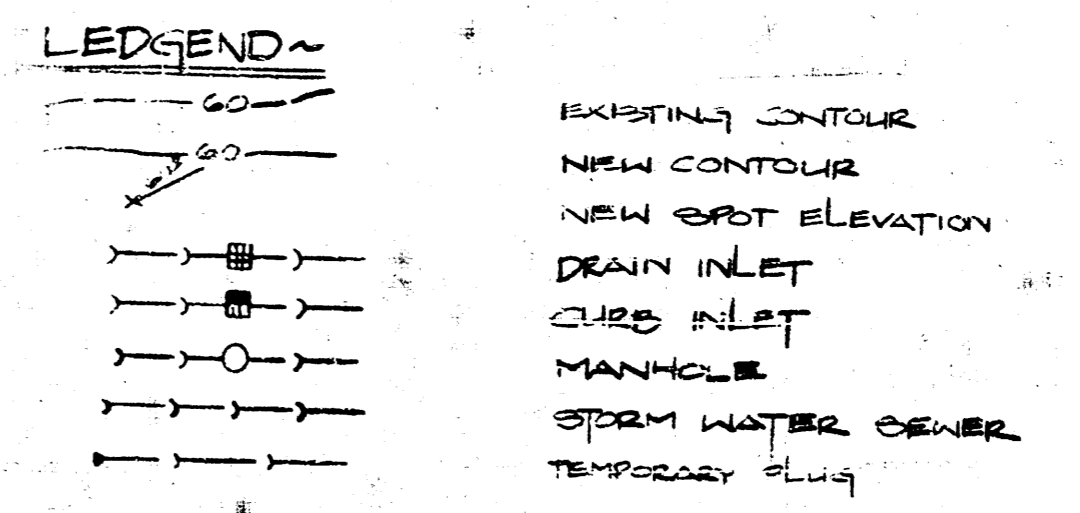 LEDGEND~
60 EXISTING CONTOUR
60 NEW CONTOUR
NEW SPOT ELEVATION
DRAIN INLET
CURB INLET
MANHOLE
STORM WATER SEWER
TEMPORARY PLUG